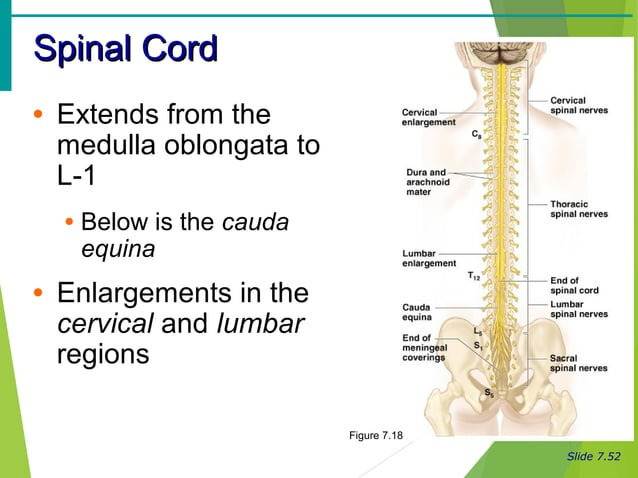 Spinal Cord
• Extends from the
medulla oblongata to
L-1
• Below is the cauda
equina
• Enlargements in the
cervical and lumbar
regions
Cervical
enlargement
C8
Dura and
arachnoid
mater
Lumbar
enlargement
T12
Cauda
equina
L5
S1
End of
meningeal
coverings
S5
Cervical
spinal nerves
Thoracic
spinal nerves
End of
spinal cord
Lumbar
spinal nerves
Sacral
spinal nerves
Figure 7.18
Slide 7.52